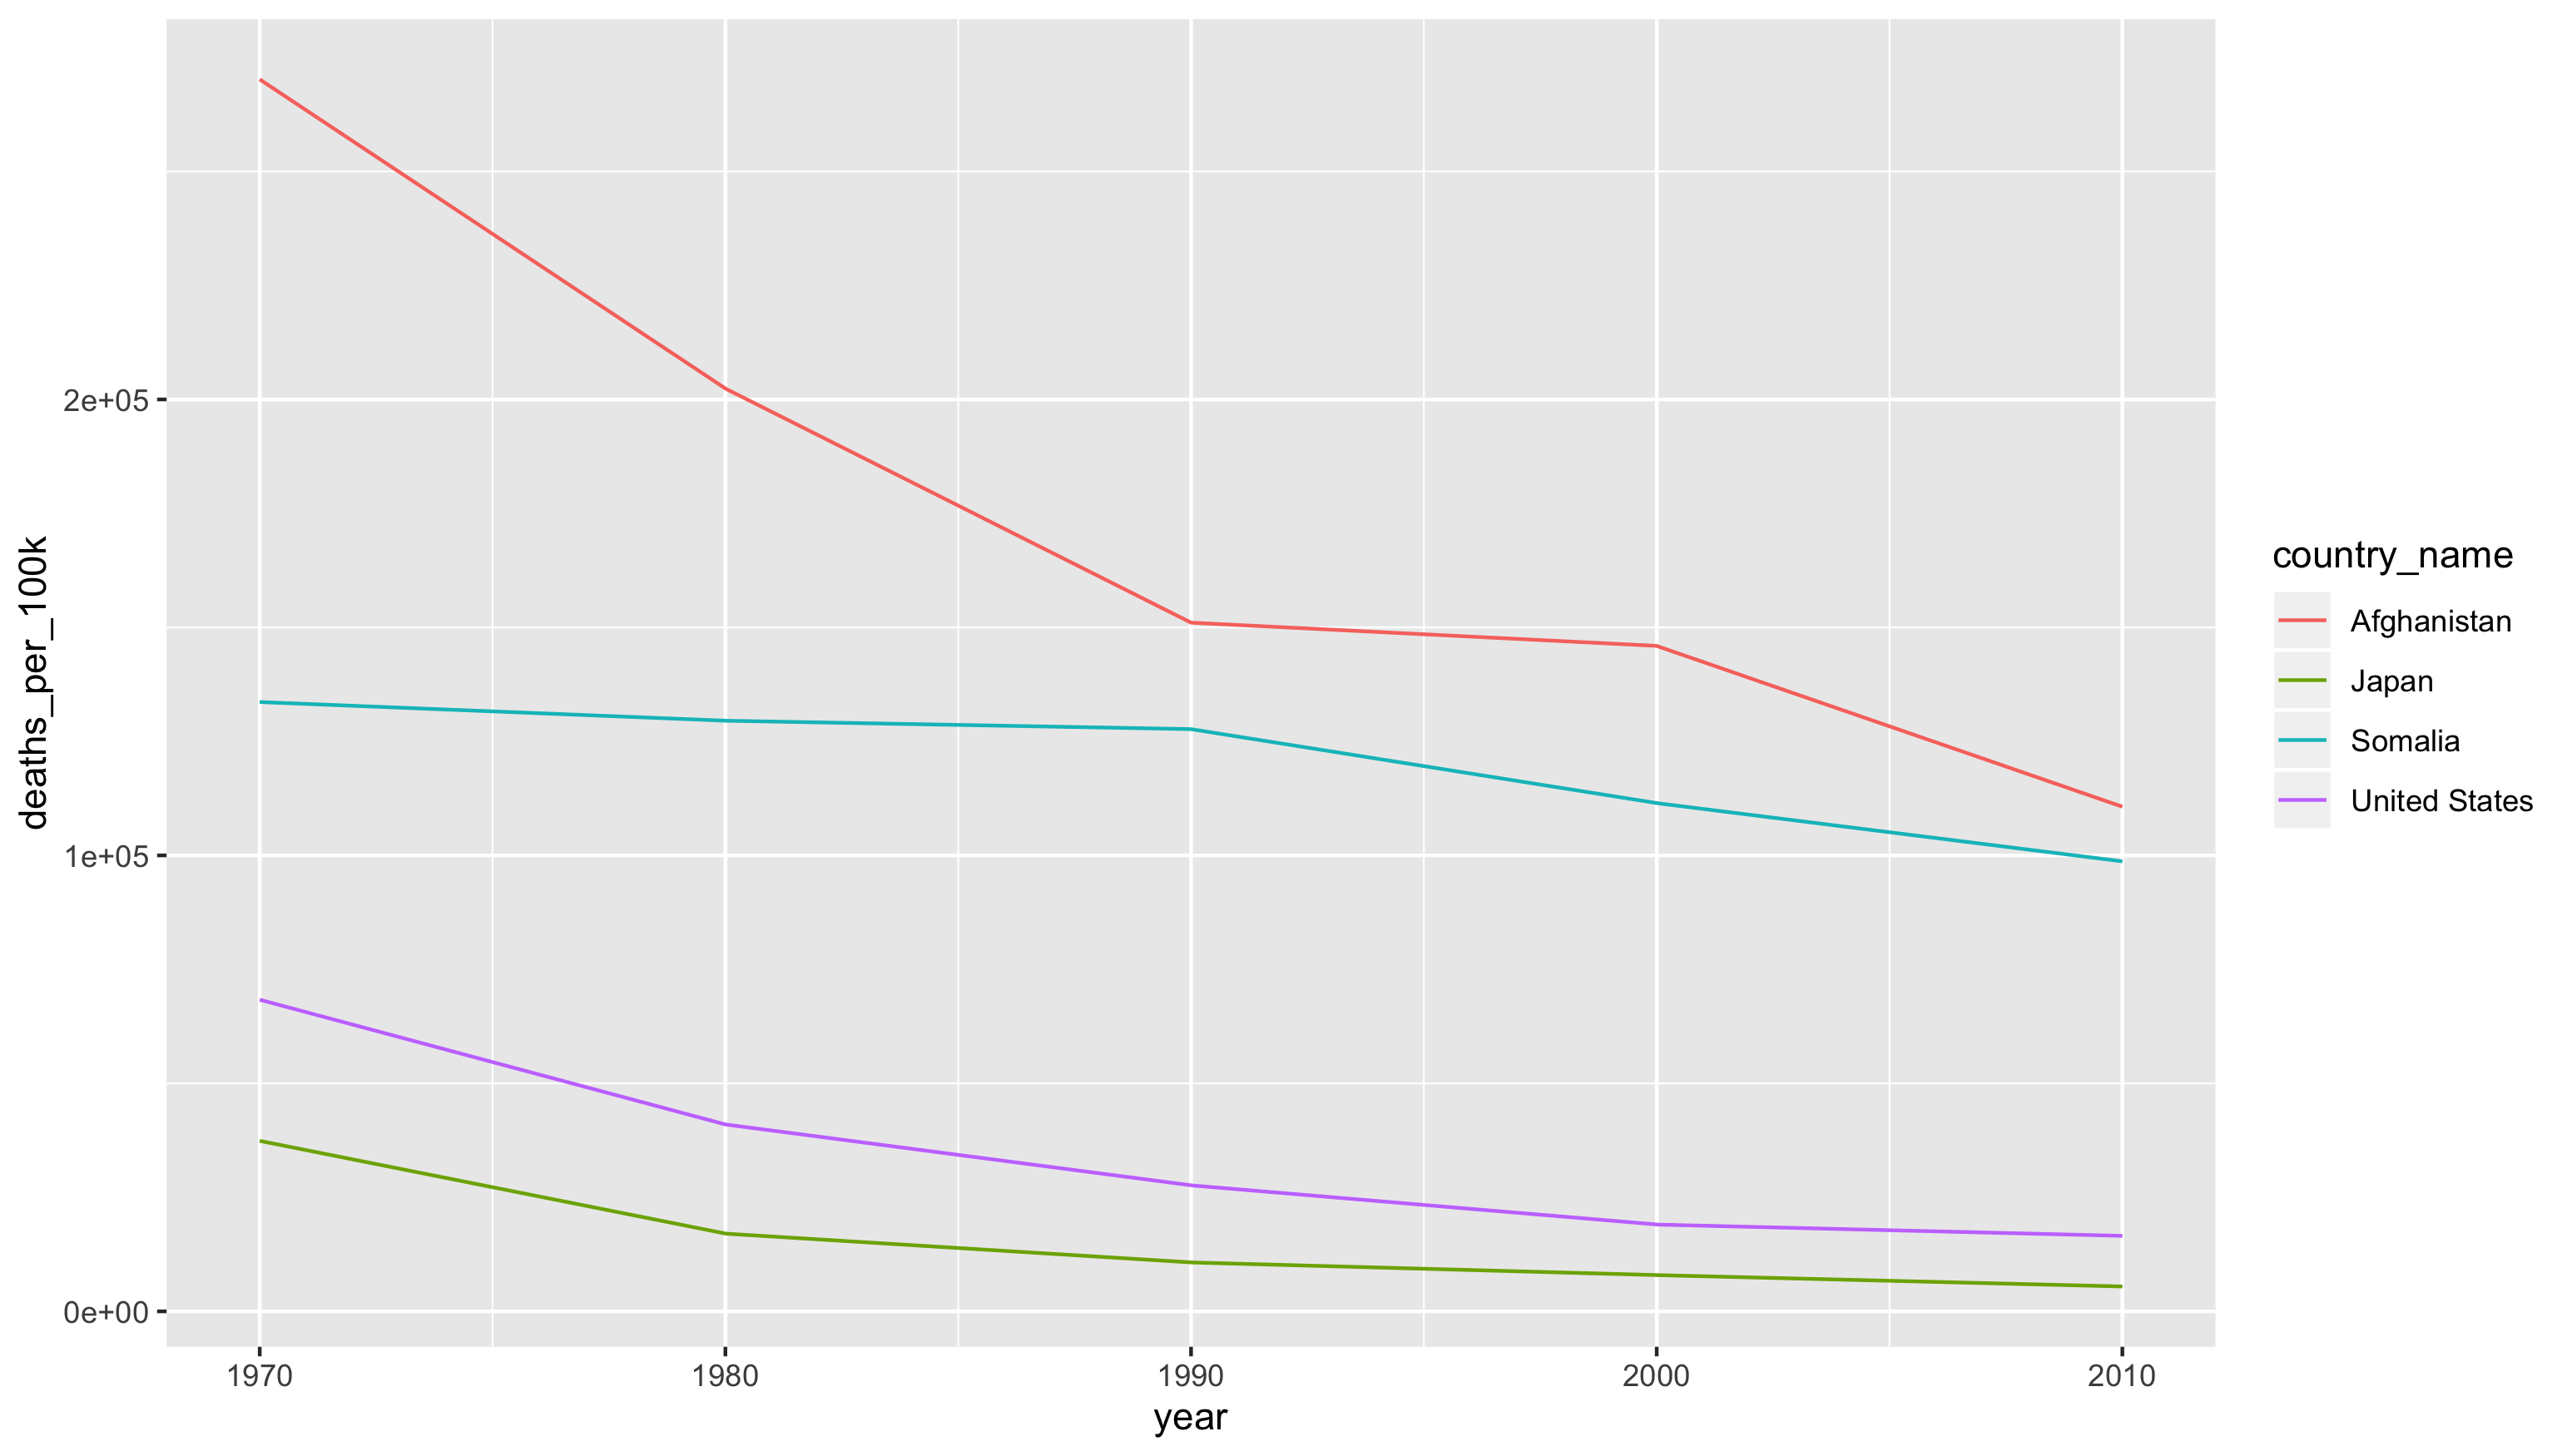 deaths_per_100k
2e+05
1e+05
0e+00
1970 1980 1990 2000 2010
year
country_name
Afghanistan
Japan
Somalia
United States